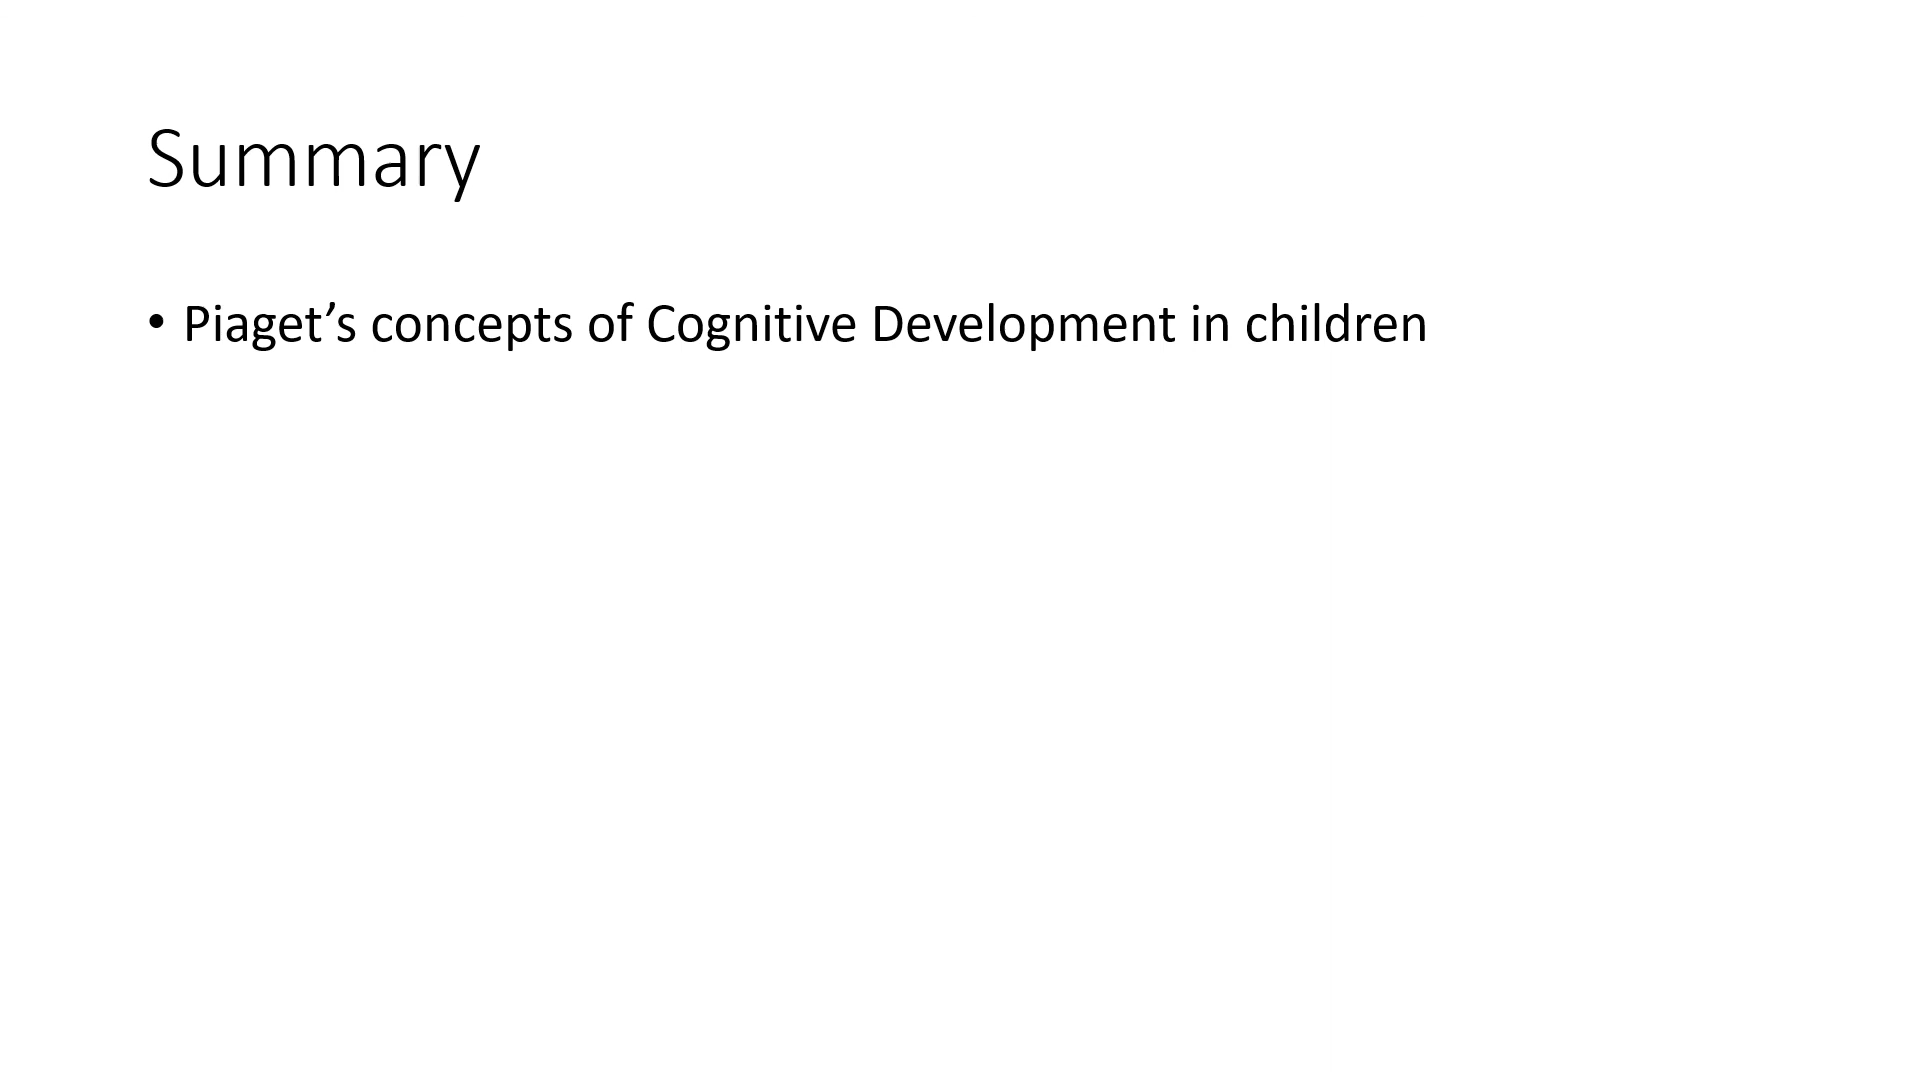 Summary
• Piaget’s concepts of Cognitive Development in children